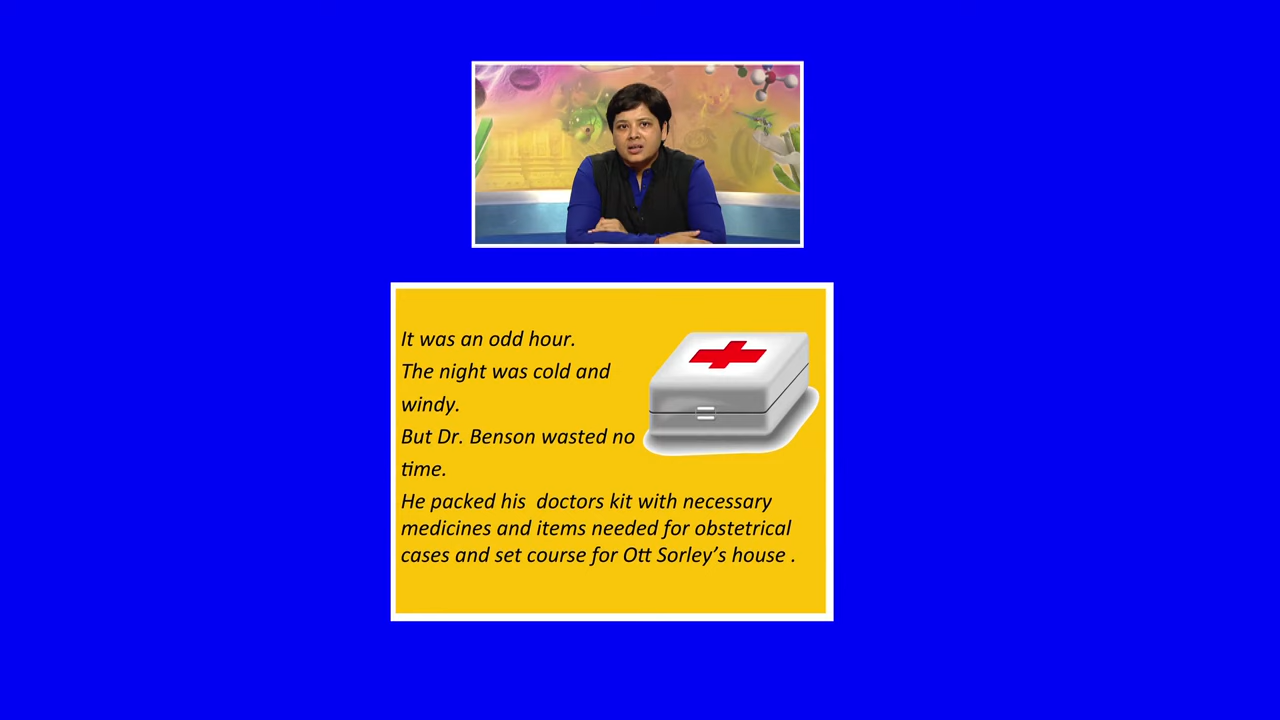 It was an odd hour.
The night was cold and
windy.
But Dr. Benson wasted no
time.
He packed his  doctors kit with necessary
medicines and items needed for obstetrical
cases and set course for Ott Sorley’s house .